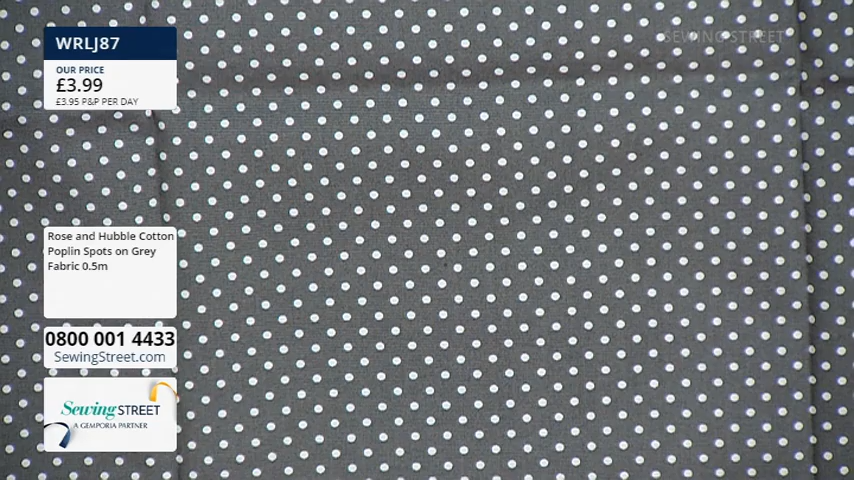 WRLJ87
OUR PRICE
£3.99
£3.95 P&P PER DAY
SEWING STREET
Rose and Hubble Cotton
Poplin Spots on Grey
Fabric 0.5m
0800 001 4433
SewingStreet.com
Sewing STREET
A GEMPORIA PARTNER